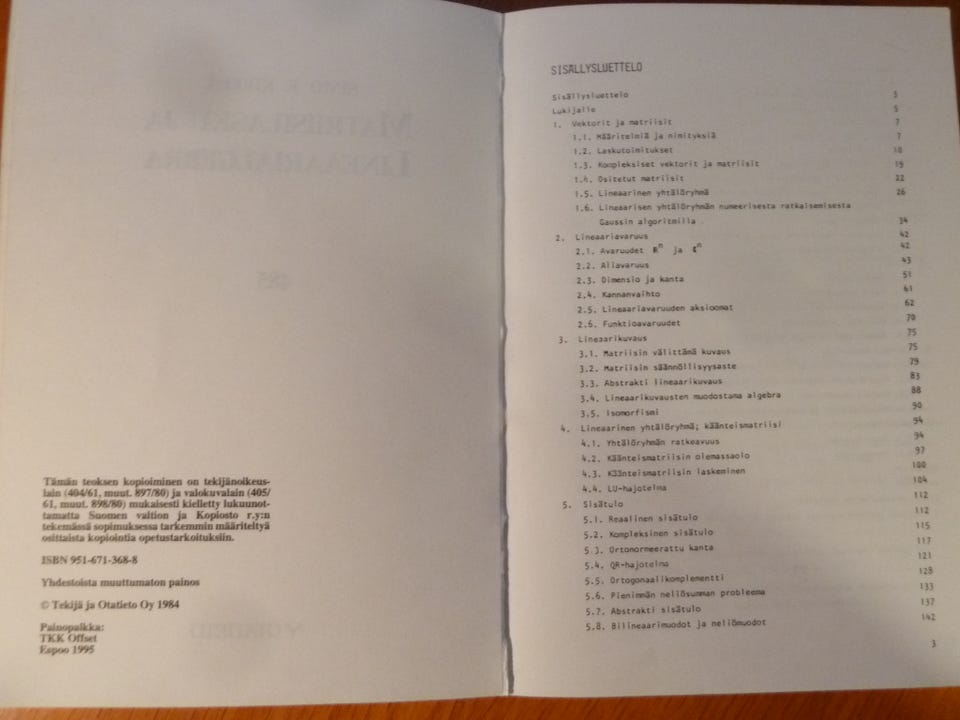 Tämän teoksen kopioiminen on tekijänoikeus-
lain (404/61, muut. 897/80) ja valokuvalain (405/
61, muut. 898/80) mukaisesti kielletty lukuunot-
tamatta Suomen valtion ja Kopiosto r.y:n
tekemässä sopimuksessa tarkemmin määriteltyä
osittaista kopiointia opetustarkoituksiin.
ISBN 951-671-368-8
Yhdestoista muuttumaton painos
© Tekijä ja Otatieto Oy 1984
Painopaikka:
TKK Offset
Espoo 1995
SISÄLLYSLUETTELO
Sisällysluettelo 3
Lukijalle 5
1. Vektorit ja matriisit 7
1.1. Määritelmiä ja nimityksiä 7
1.2. Laskutoimitukset 10
1.3. Kompleksiset vektorit ja matriisit 19
1.4. Ositetut matriisit 22
1.5. Lineaarinen yhtälöryhmä 26
1.6. Lineaarisen yhtälöryhmän numeerisesta ratkaisemisesta
Gaussin algoritmilla 34
2. Lineaariavaruus 42
2.1. Avaruudet Rⁿ ja ₵ⁿ 42
2.2. Aliavaruus 43
2.3. Dimensio ja kanta 51
2.4. Kannanvaihto 61
2.5. Lineaariavaruuden aksioomat 62
2.6. Funktioavaruudet 70
3. Lineaarikuvaus 75
3.1. Matriisin välittämä kuvaus 75
3.2. Matriisin säännöllisyysaste 79
3.3. Abstrakti lineaarikuvaus 83
3.4. Lineaarikuvausten muodostama algebra 88
3.5. Isomorfismi 90
4. Lineaarinen yhtälöryhmä; käänteismatriisi 94
4.1. Yhtälöryhmän ratkeavuus 94
4.2. Käänteismatriisin olemassaolo 97
4.3. Käänteismatriisin laskeminen 100
4.4. LU-hajotelma 104
5. Sisätulo 112
5.1. Reaalinen sisätulo 112
5.2. Kompleksinen sisätulo 115
5.3. Ortonormeerattu kanta 117
5.4. QR-hajotelma 121
5.5. Ortogonaalikomplementti 128
5.6. Pienimmän neliösumman probleema 133
5.7. Abstrakti sisätulo 137
5.8. Bilineaarimuodot ja neliömuodot 142
3